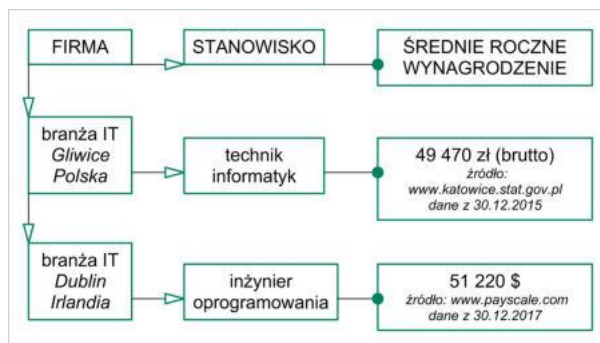 FIRMA
STANOWISKO
ŚREDNIE ROCZNE
WYNAGRODZENIE
branża IT
Gliwice
Polska
technik
informatyk
49 470 zł (brutto)
źródło:
www.katowice.stat.gov.pl
dane z 30.12.2015
branża IT
Dublin
Irlandia
inżynier
oprogramowania
51 220 $
źródło: www.payscale.com
dane z 30.12.2017